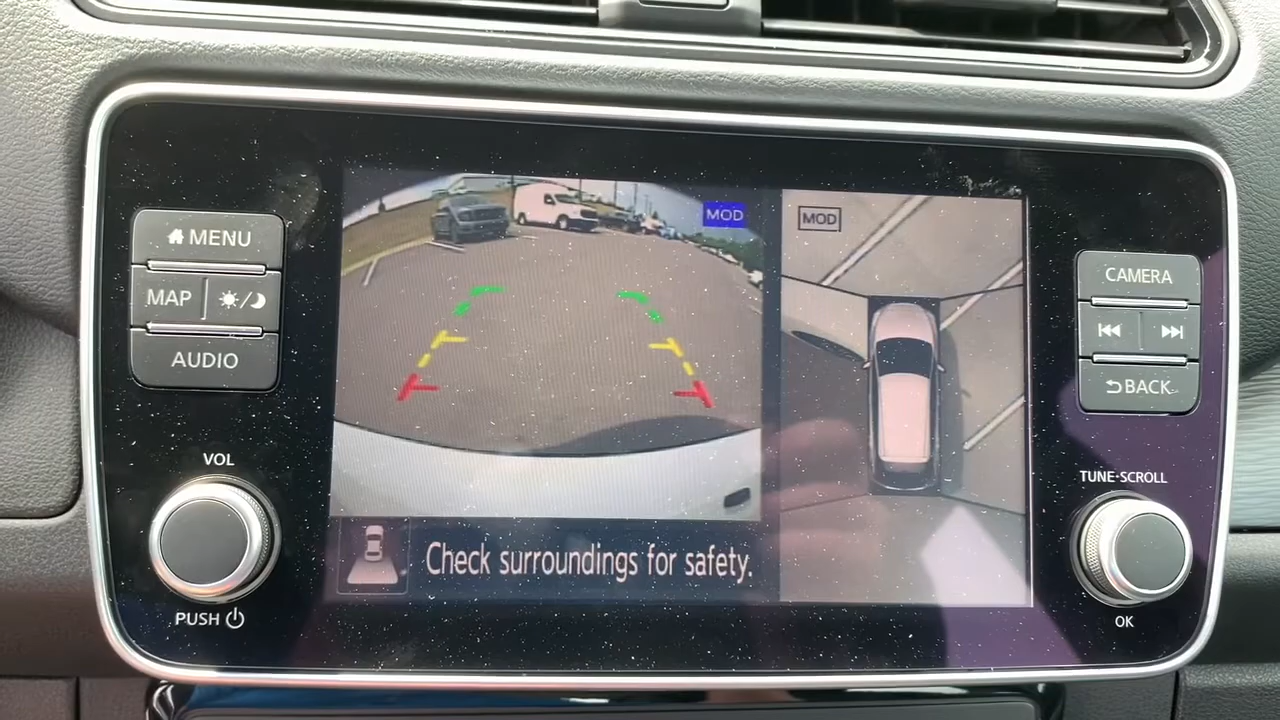 MENU
MAP
AUDIO
VOL
PUSH
MOD
MOD
Check surroundings for safety.
CAMERA
BACK
TUNE·SCROLL
OK